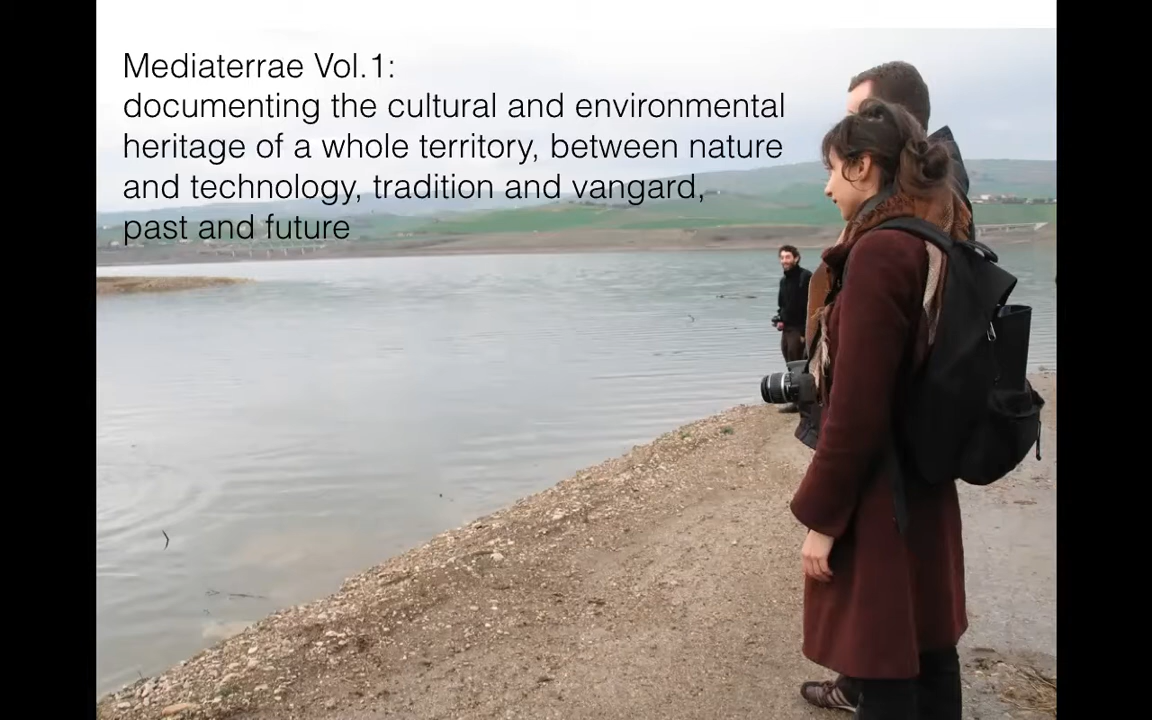 Mediaterrae Vol.1:
documenting the cultural and environmental
heritage of a whole territory, between nature
and technology, tradition and vangard,
past and future